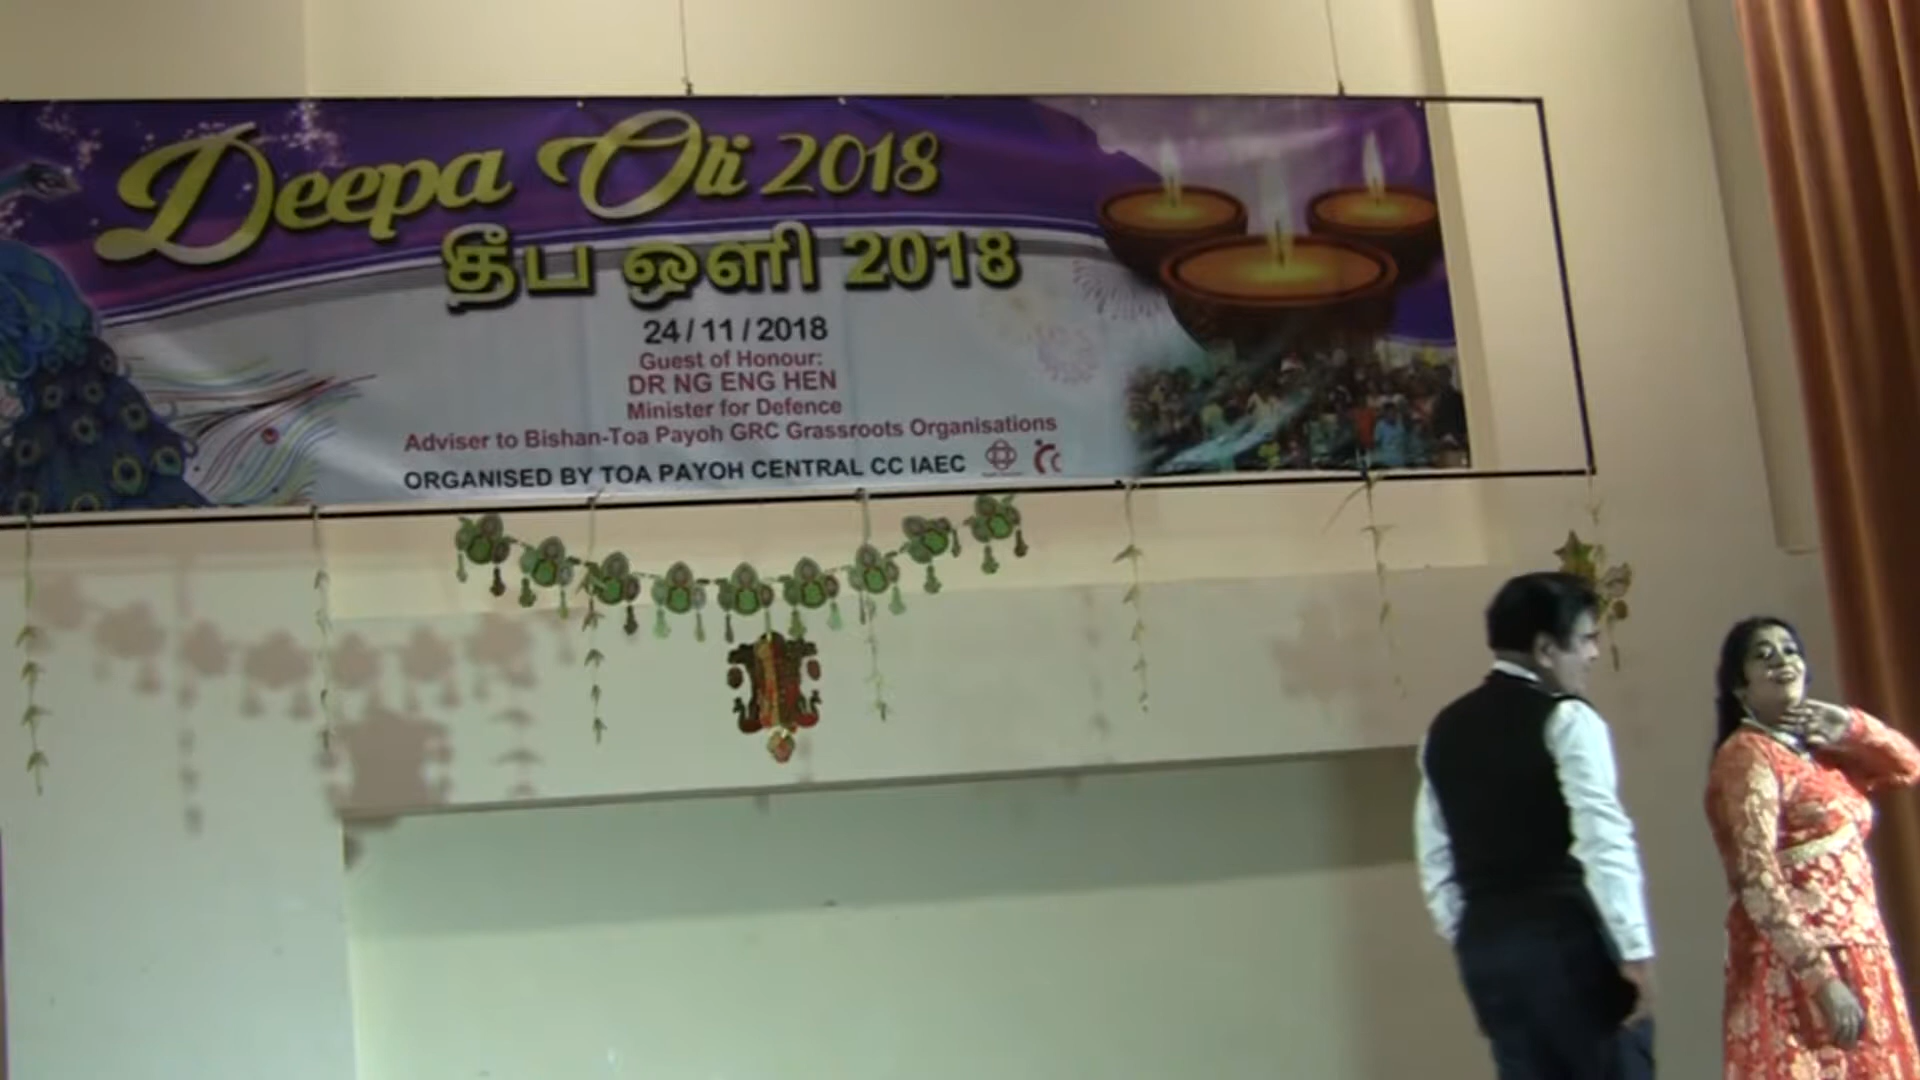 Deepa Oli 2018
தீப ஒளி 2018
24/11/2018
Guest of Honour:
DR NG ENG HEN
Minister for Defence
Adviser to Bishan-Toa Payoh GRC Grassroots Organisations
ORGANISED BY TOA PAYOH CENTRAL CC IAEC